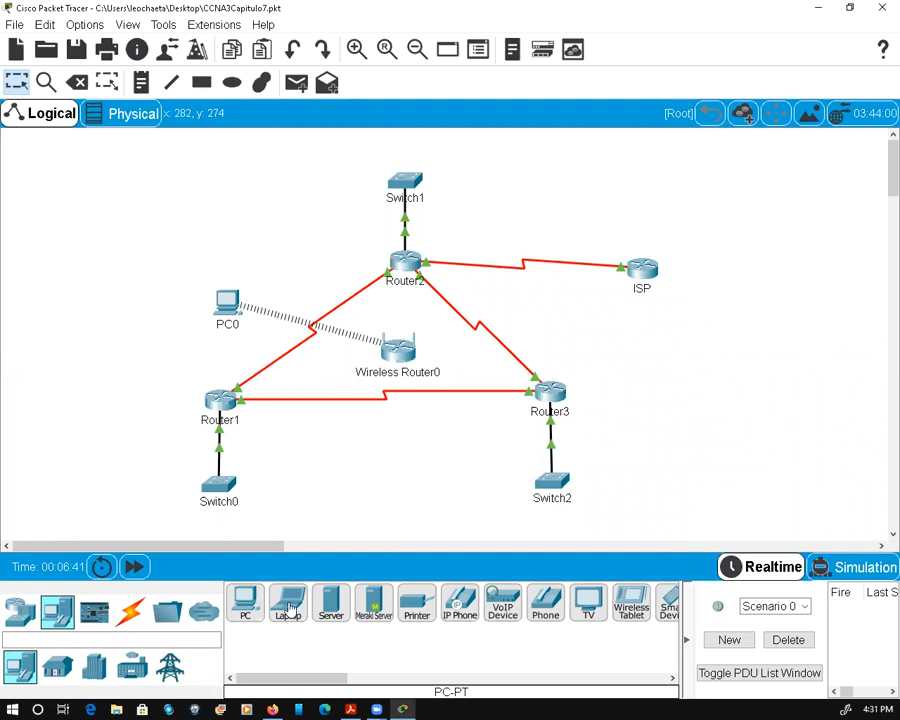 Cisco Packet Tracer - C:\Users\leochaeta\Desktop\CCNA3Capitulo7.pkt
File Edit Options View Tools Extensions Help
Logical Physical x: 282, y: 274 [Root] 03:44:00
Switch1
Router2
ISP
PC0
Wireless Router0
Router1
Router3
Switch0
Switch2
Time: 00:06:41 Realtime Simulation
PC Laptop Server Meraki Server Printer IP Phone VoIP Device Phone TV Wireless Tablet
Scenario 0
Fire Last S
New Delete
Toggle PDU List Window
PC-PT
4:31 PM